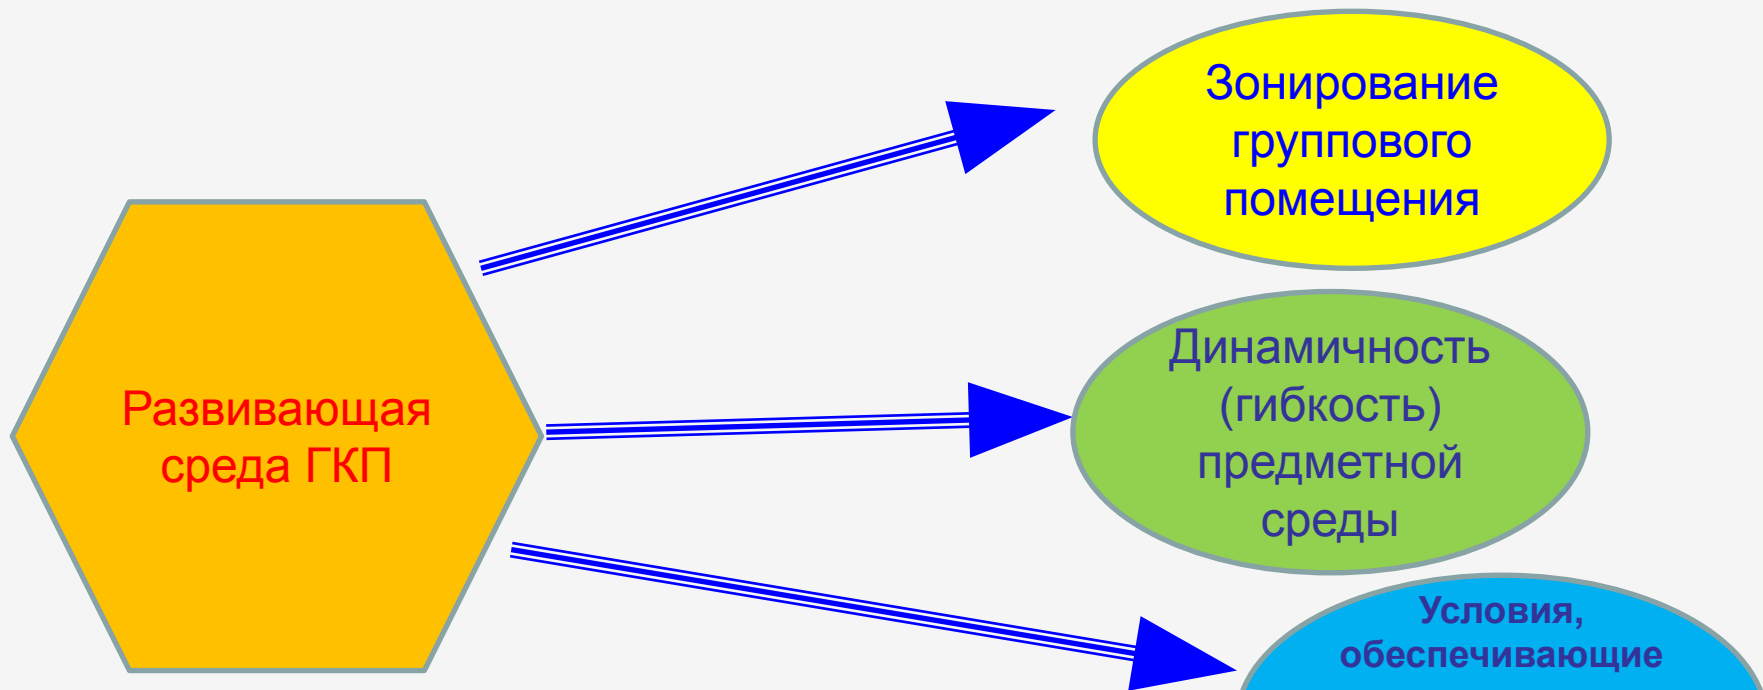 Развивающая
среда ГКП
Зонирование
группового
помещения
Динамичность
(гибкость)
предметной
среды
Условия,
обеспечивающие